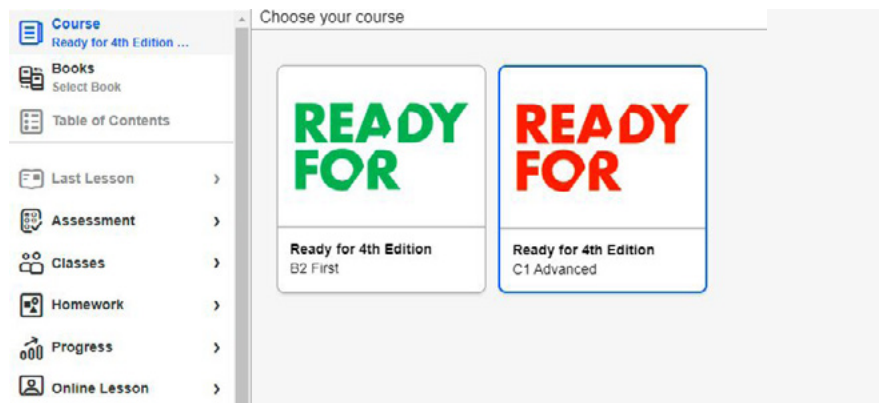 Course
Ready for 4th Edition ...
Books
Select Book
Table of Contents
Last Lesson
Assessment
Classes
Homework
Progress
Online Lesson
Choose your course
READY
FOR
Ready for 4th Edition
B2 First
READY
FOR
Ready for 4th Edition
C1 Advanced